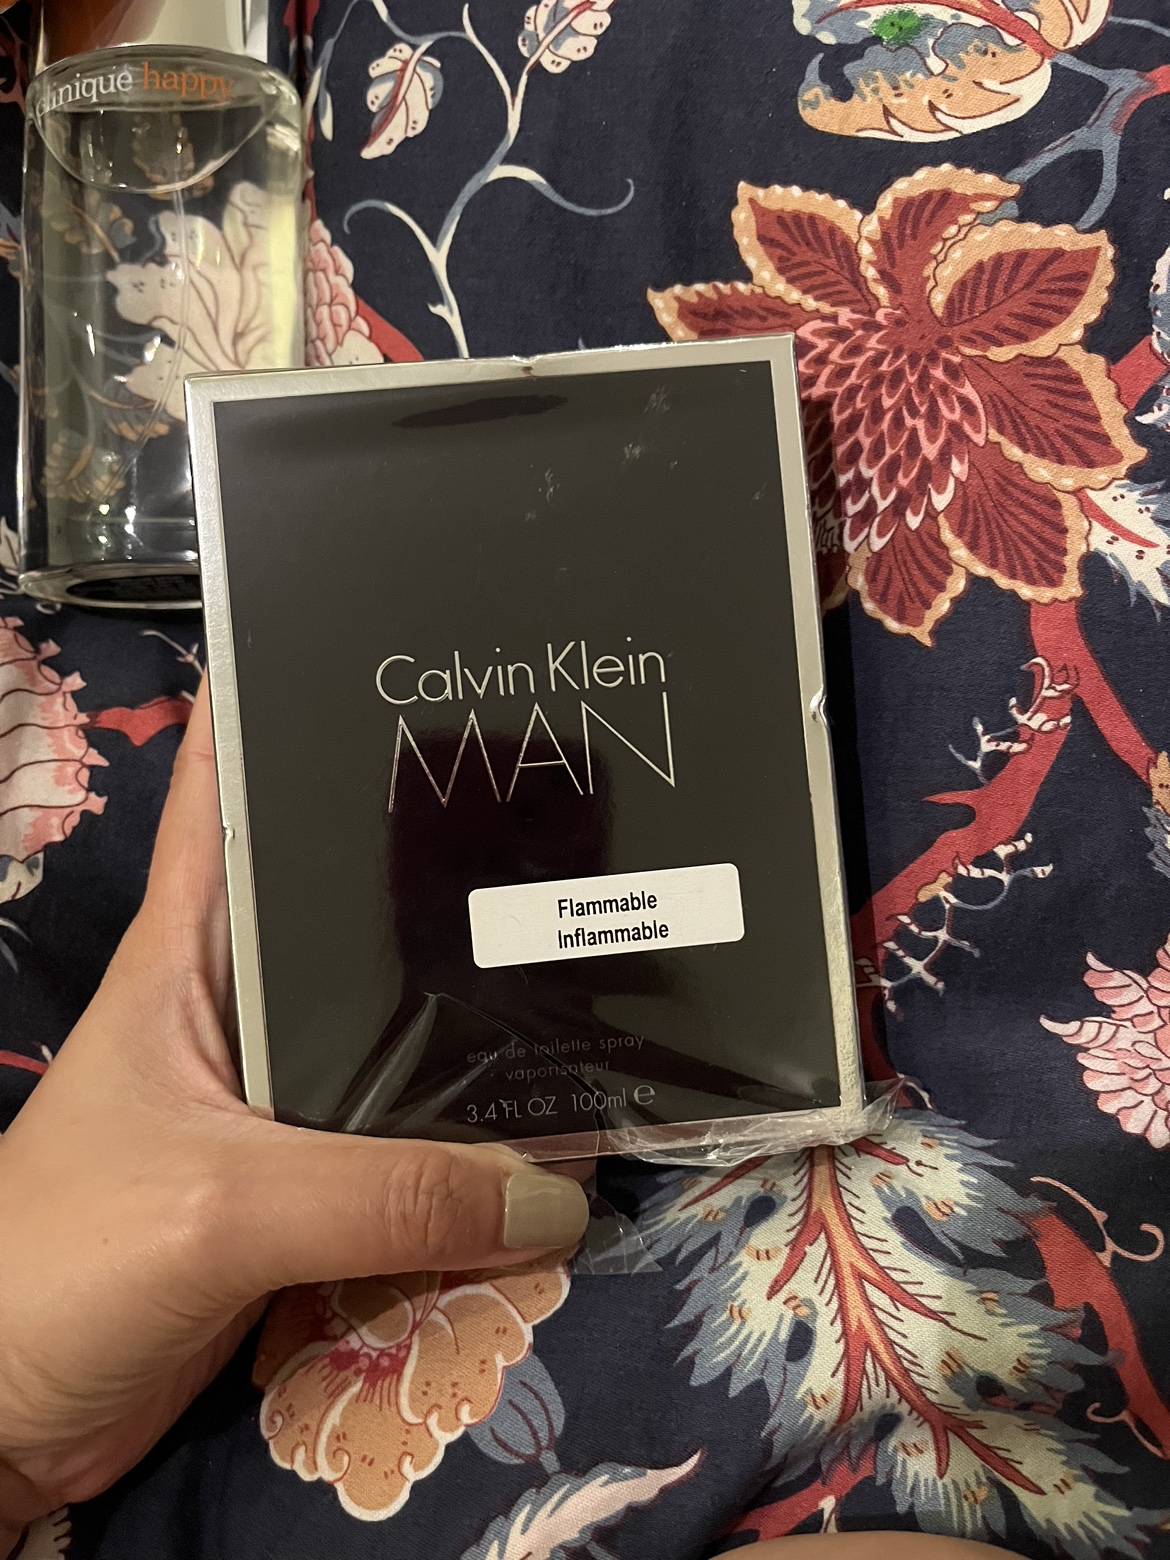 clinique happy
Calvin Klein
MAN
Flammable
Inflammable
eau de toilette spray
vaporisateur
3.4 FL OZ 100ml ℮